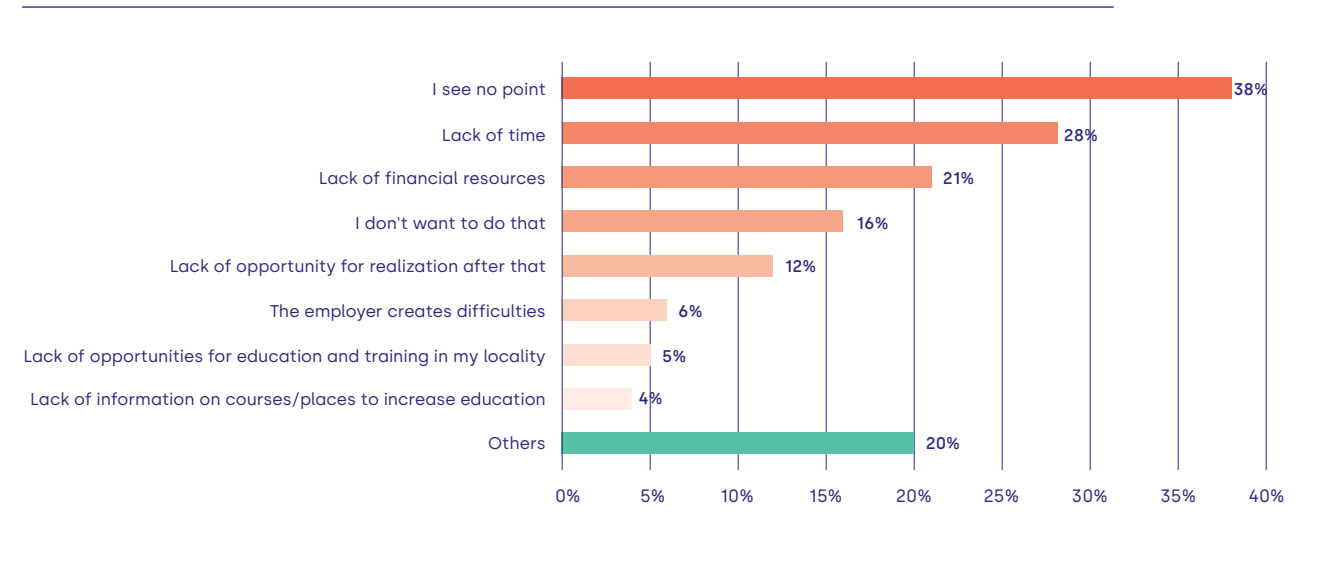 I see no point 38%
Lack of time 28%
Lack of financial resources 21%
I don't want to do that 16%
Lack of opportunity for realization after that 12%
The employer creates difficulties 6%
Lack of opportunities for education and training in my locality 5%
Lack of information on courses/places to increase education 4%
Others 20%
0% 5% 10% 15% 20% 25% 30% 35% 40%